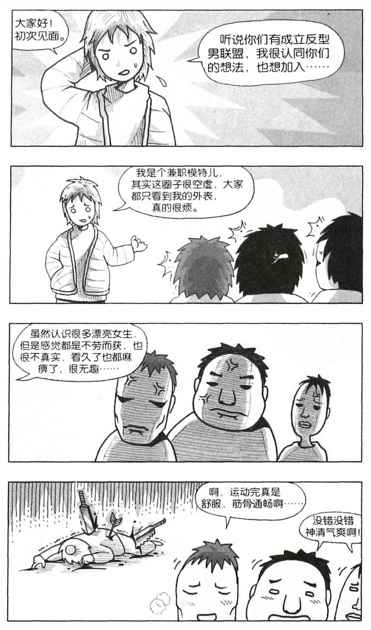 大家好！
初次见面。
听说你们有成立反型
男联盟，我很认同你们
的想法，也想加入……
我是个兼职模特儿，
其实这圈子很空虚，大家
都只看到我的外表，
真的很烦。
虽然认识很多漂亮女生，
但是感觉都是不劳而获，也
很不真实，看久了也都麻
痹了，很无趣……
啊，运动完真是
舒服，筋骨通畅啊……
没错没错
神清气爽啊！